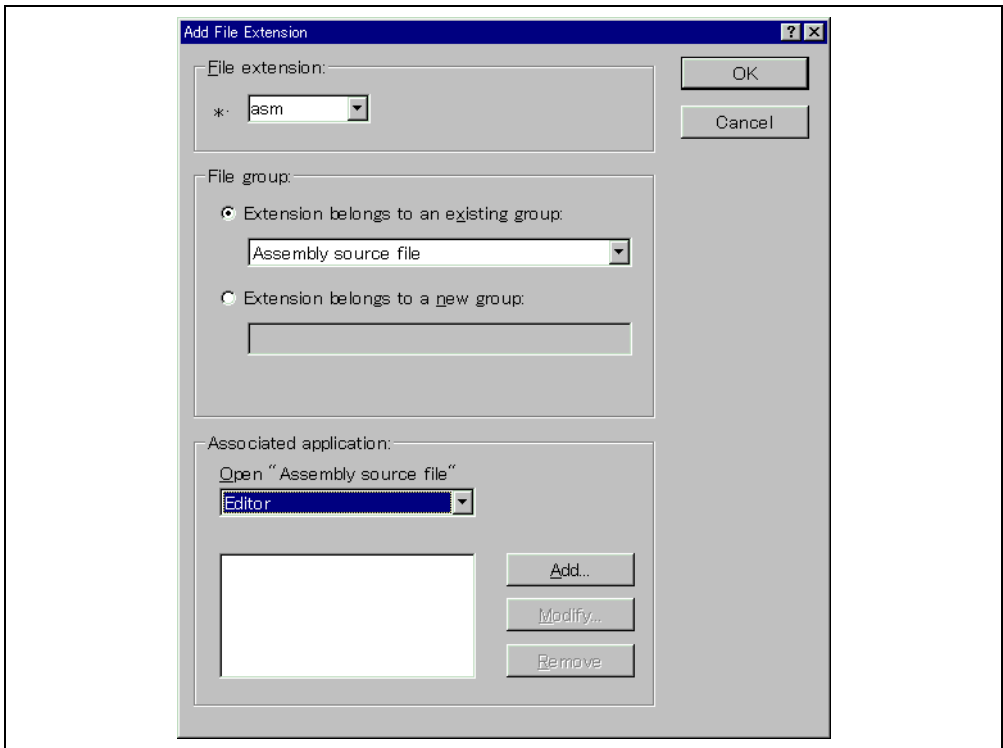 Add File Extension
File extension:
*. asm
OK
Cancel
File group:
Extension belongs to an existing group:
Assembly source file
Extension belongs to a new group:
Associated application:
Open "Assembly source file"
Editor
Add...
Modify...
Remove